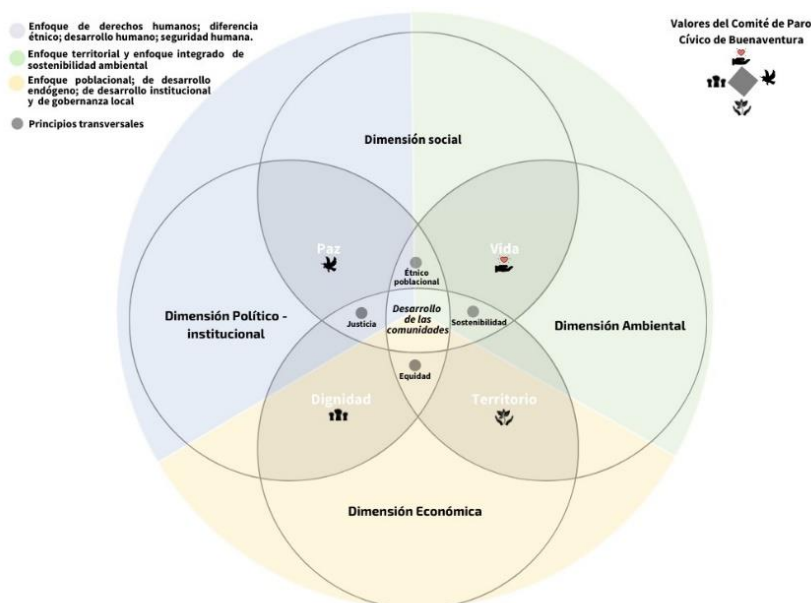 Enfoque de derechos humanos; diferencia
étnico; desarrollo humano; seguridad humana.
Enfoque territorial y enfoque integrado de
sostenibilidad ambiental
Enfoque poblacional; de desarrollo
endógeno; de desarrollo institucional
y de gobernanza local
Principios transversales
Valores del Comité de Paro
Cívico de Buenaventura
Dimensión social
Paz
Vida
Étnico
poblacional
Dimensión Político -
institucional
Justicia
Desarrollo
de las
comunidades
Sostenibilidad
Dimensión Ambiental
Equidad
Dignidad
Territorio
Dimensión Económica